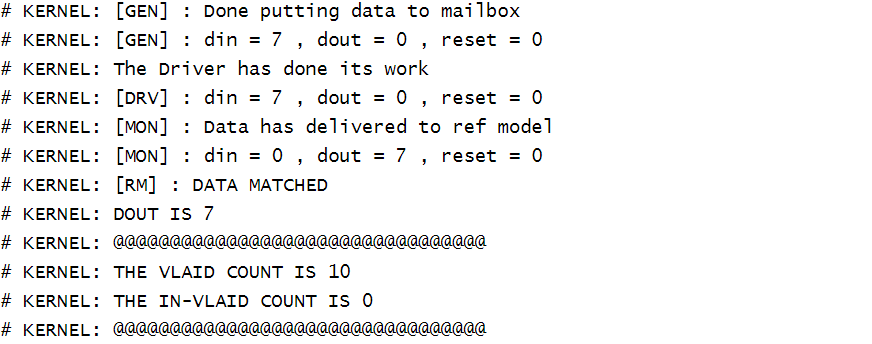 # KERNEL: [GEN] : Done putting data to mailbox
# KERNEL: [GEN] : din = 7 , dout = 0 , reset = 0
# KERNEL: The Driver has done its work
# KERNEL: [DRV] : din = 7 , dout = 0 , reset = 0
# KERNEL: [MON] : Data has delivered to ref model
# KERNEL: [MON] : din = 0 , dout = 7 , reset = 0
# KERNEL: [RM] : DATA MATCHED
# KERNEL: DOUT IS 7
# KERNEL: @@@@@@@@@@@@@@@@@@@@@@@@@@@@@@@@@
# KERNEL: THE VLAID COUNT IS 10
# KERNEL: THE IN-VLAID COUNT IS 0
# KERNEL: @@@@@@@@@@@@@@@@@@@@@@@@@@@@@@@@@